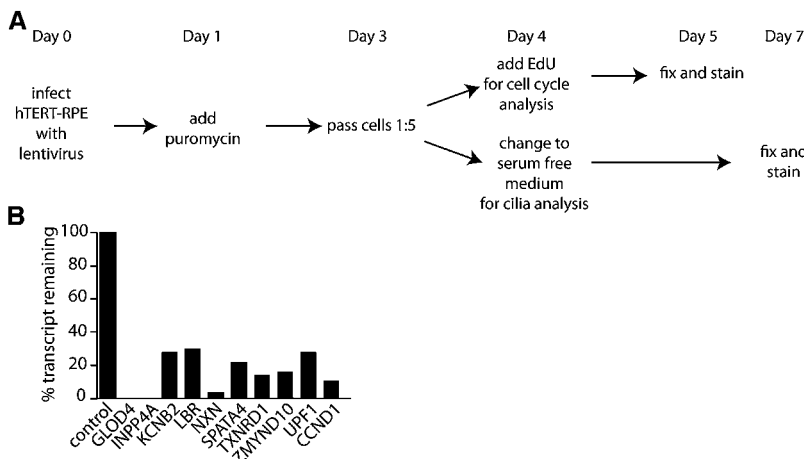 A
Day 0
Day 1
Day 3
Day 4
Day 5
Day 7
infect
hTERT-RPE
with
lentivirus
add
puromycin
pass cells 1:5
add EdU
for cell cycle
analysis
fix and stain
change to
serum free
medium
for cilia analysis
fix and
stain
B
% transcript remaining
100
80
60
40
20
0
control
GLOD4
INPP4A
KCNB2
LBR
NXN
SPATA4
TXNRD1
ZMYND10
UPF1
CCND1